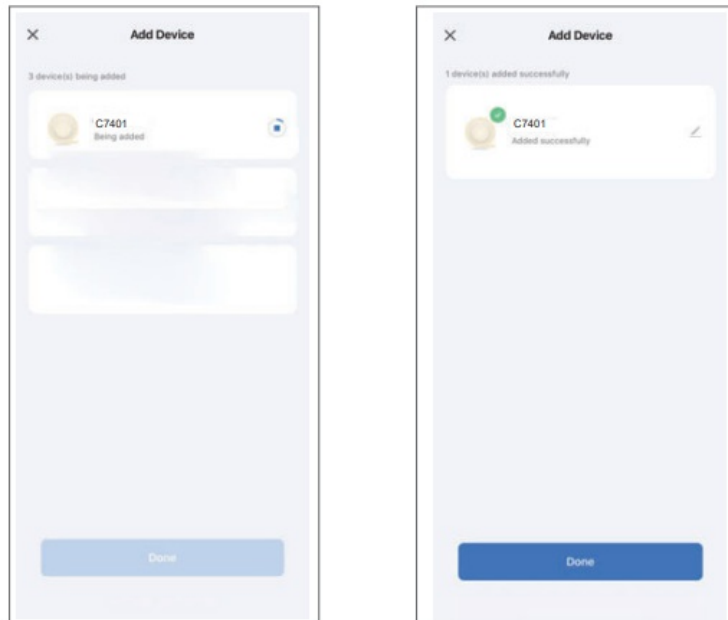 Add Device
3 device(s) being added
C7401
Being added
Done
Add Device
1 device(s) added successfully
C7401
Added successfully
Done